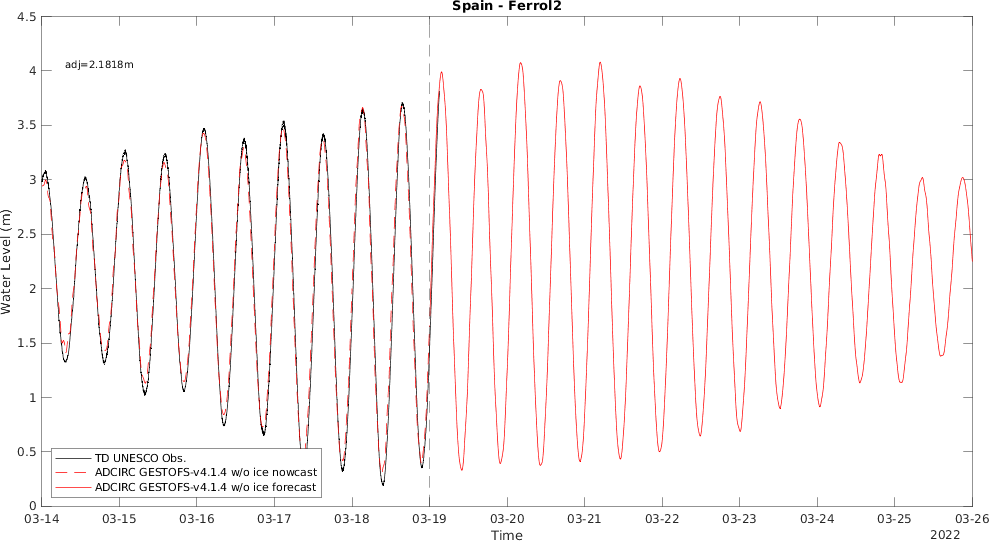 Spain - Ferrol2
adj=2.1818m
Water Level (m)
4.5
4
3.5
3
2.5
2
1.5
1
0.5
0
TD UNESCO Obs.
ADCIRC GESTOFS-v4.1.4 w/o ice nowcast
ADCIRC GESTOFS-v4.1.4 w/o ice forecast
03-14 03-15 03-16 03-17 03-18 03-19 03-20 03-21 03-22 03-23 03-24 03-25 03-26
Time
2022